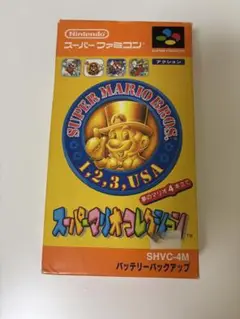 Nintendo
スーパーファミコン
アクション
SUPER MARIO BROS.
1, 2, 3, USA
夢のマリオ4本立て
スーパーマリオコレクション
TM
SHVC-4M
バッテリーバックアップ